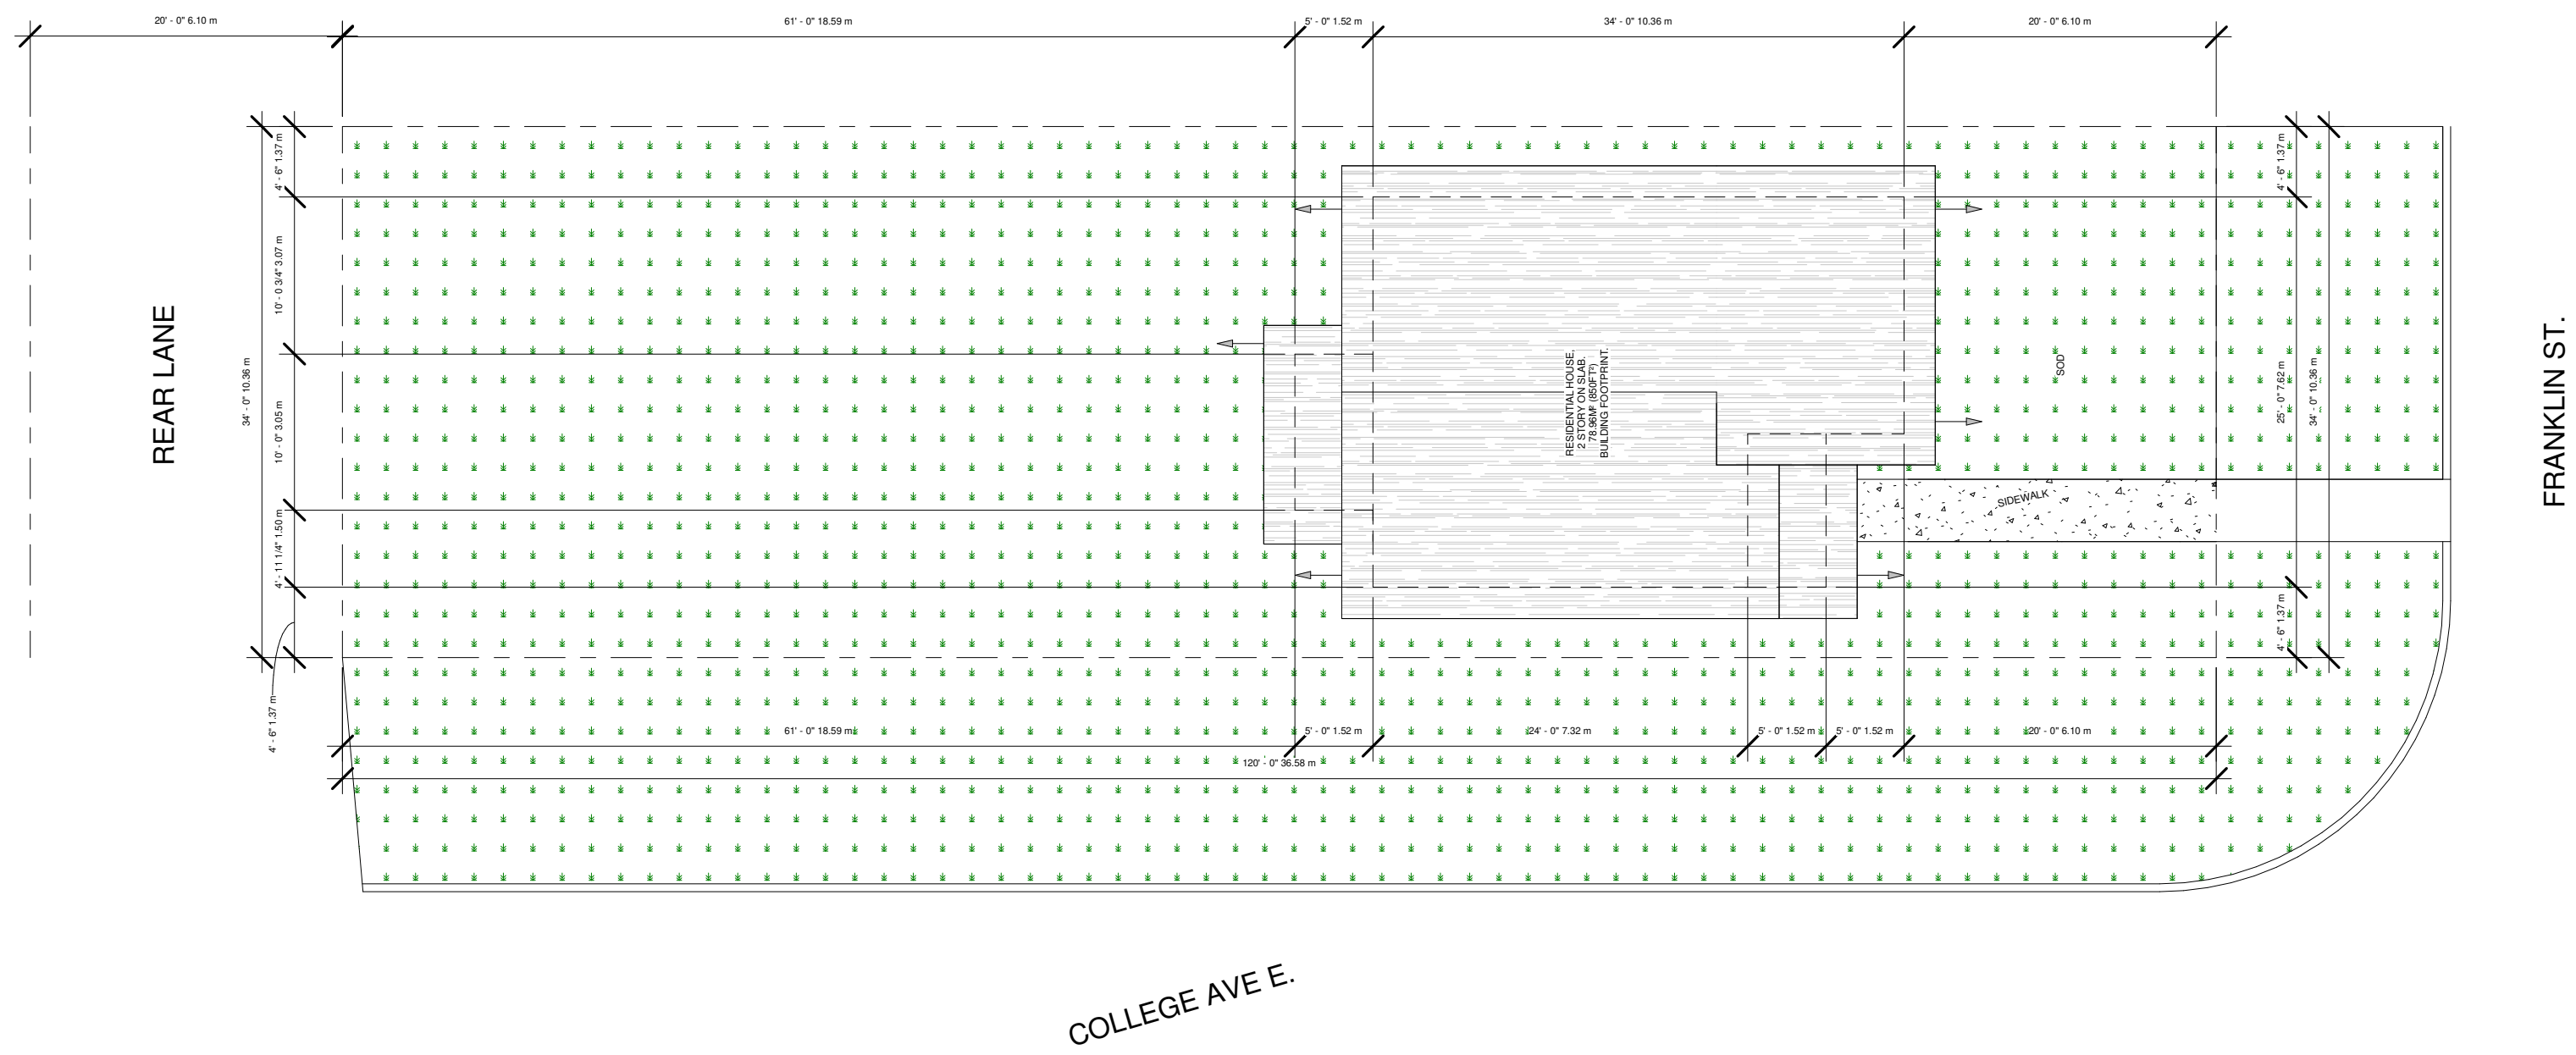 20' - 0" 6.10 m
61' - 0" 18.59 m
5' - 0" 1.52 m
34' - 0" 10.36 m
20' - 0" 6.10 m
4' - 6" 1.37 m
10' - 0 3/4" 3.07 m
10' - 0" 3.05 m
4' - 11 1/4" 1.50 m
4' - 6" 1.37 m
34' - 0" 10.36 m
REAR LANE
RESIDENTIAL HOUSE,
2 STORY ON SLAB.
78.96M² (850FT²)
BUILDING FOOTPRINT.
SOD
SIDEWALK
4' - 6" 1.37 m
25' - 0" 7.62 m
34' - 0" 10.36 m
4' - 6" 1.37 m
FRANKLIN ST.
61' - 0" 18.59 m
5' - 0" 1.52 m
24' - 0" 7.32 m
5' - 0" 1.52 m
5' - 0" 1.52 m
20' - 0" 6.10 m
120' - 0" 36.58 m
COLLEGE AVE E.